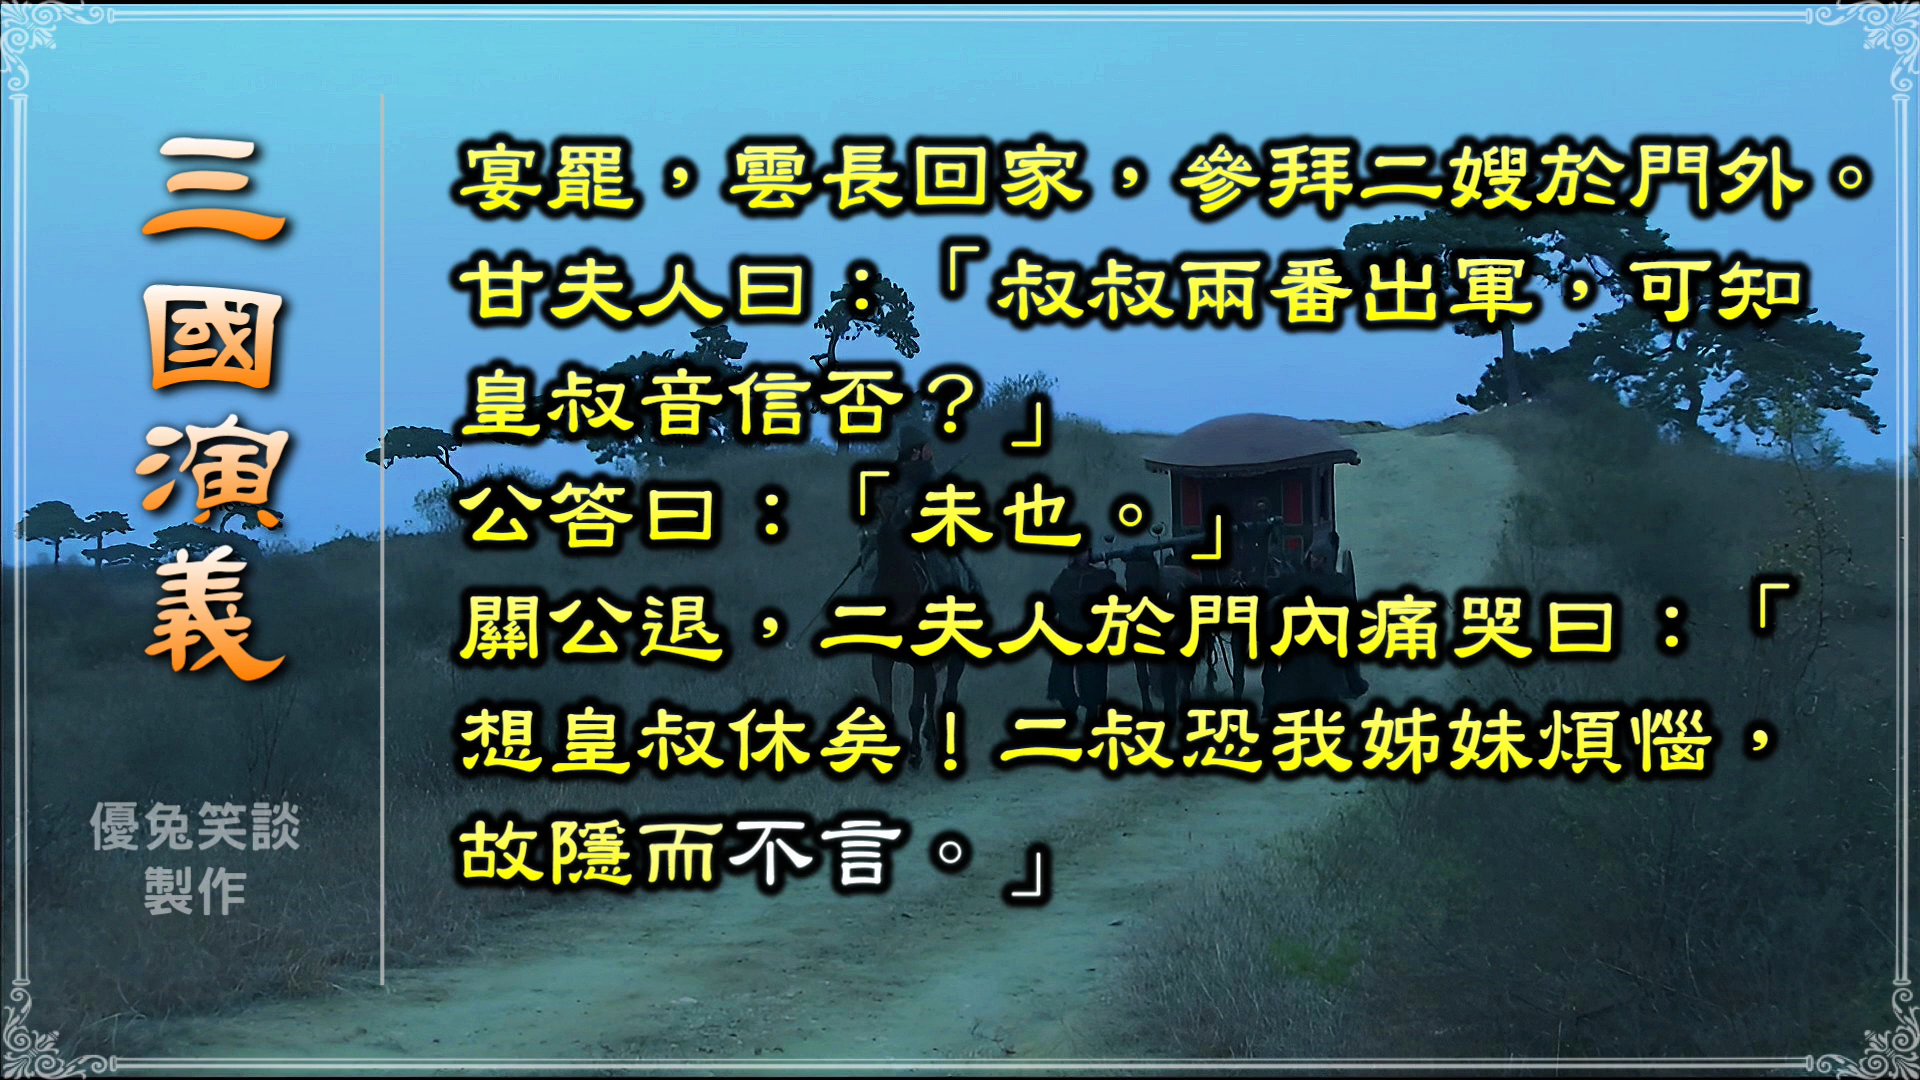 三國演義
優兔笑談
製作
宴罷，雲長回家，參拜二嫂於門外。
甘夫人曰：「叔叔兩番出軍，可知
皇叔音信否？」
公答曰：「未也。」
關公退，二夫人於門內痛哭曰：「
想皇叔休矣！二叔恐我姊妹煩惱，
故隱而不言。」